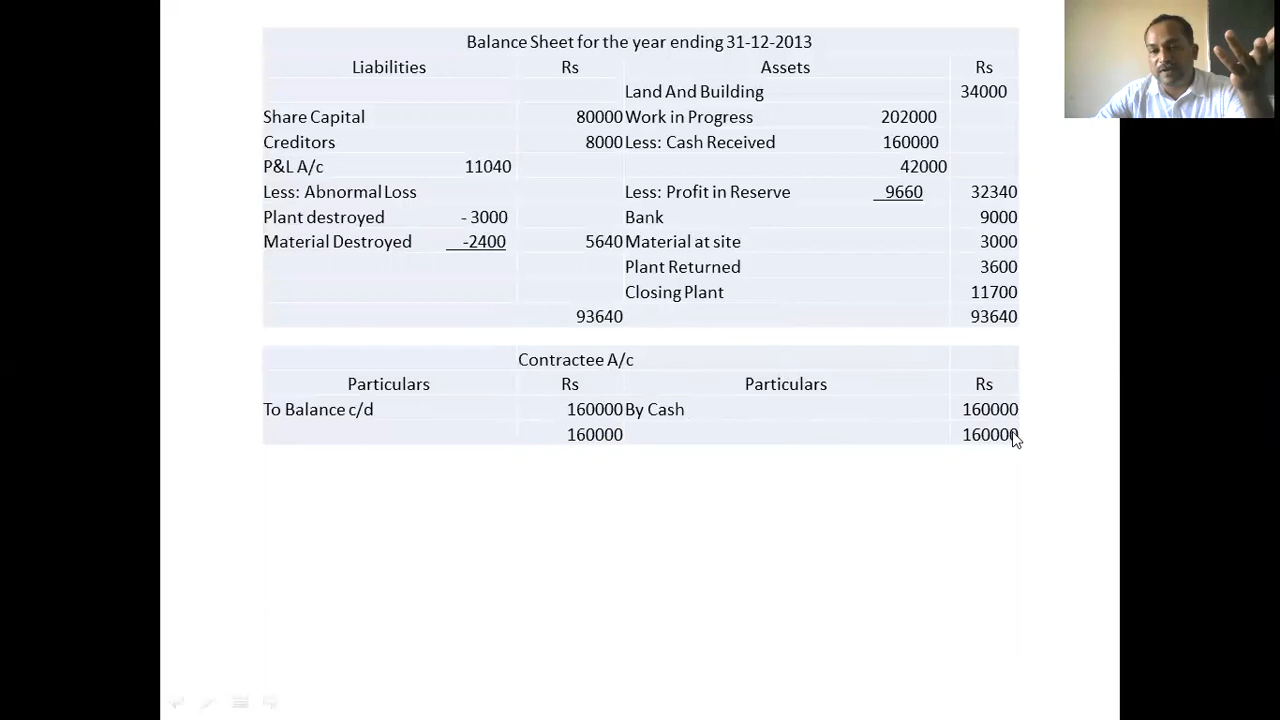 Balance Sheet for the year ending 31-12-2013
Liabilities Rs Assets Rs
Land And Building 34000
Share Capital 80000 Work in Progress 202000
Creditors 8000 Less: Cash Received 160000
P&L A/c 11040 42000
Less: Abnormal Loss Less: Profit in Reserve 9660 32340
Plant destroyed - 3000 Bank 9000
Material Destroyed -2400 5640 Material at site 3000
Plant Returned 3600
Closing Plant 11700
93640 93640
Contractee A/c
Particulars Rs Particulars Rs
To Balance c/d 160000 By Cash 160000
160000 160000